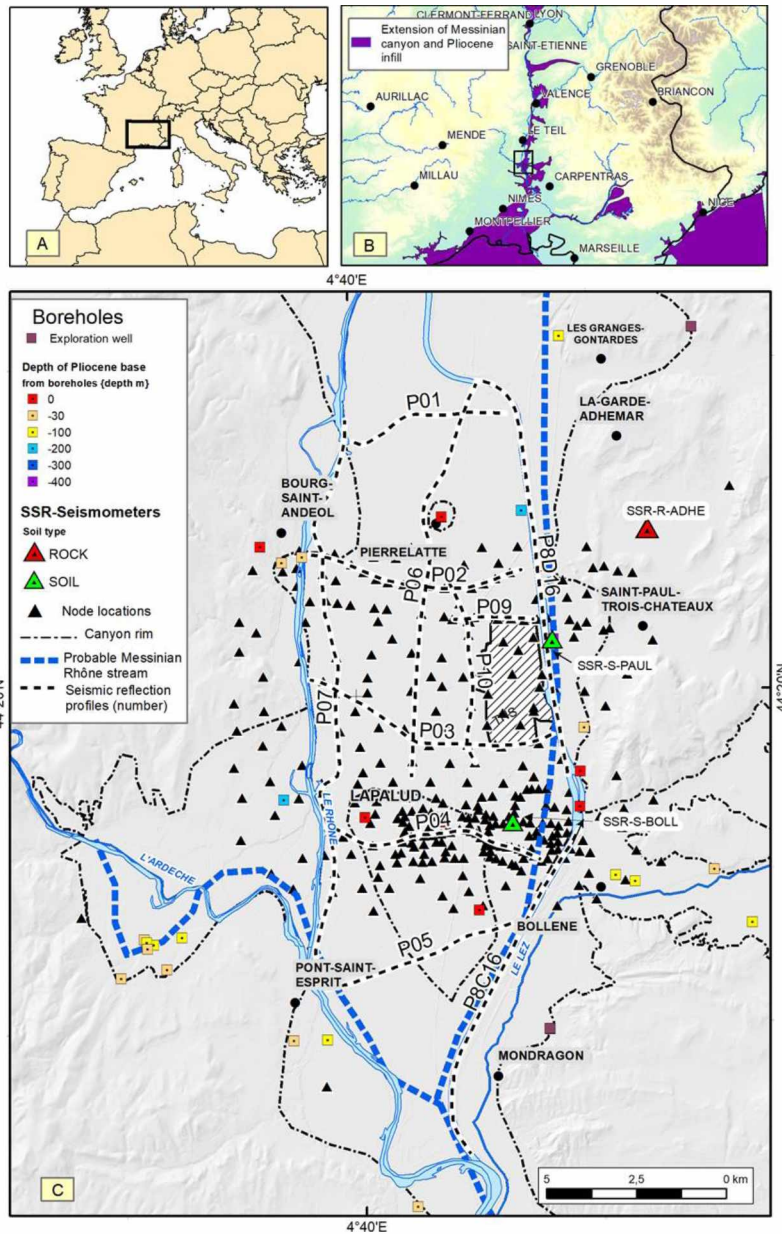 A
CLERMONT-FERRAND
LYON
Extension of Messinian
canyon and Pliocene
infill
SAINT-ETIENNE
GRENOBLE
AURILLAC
VALENCE
BRIANCON
LE TEIL
MENDE
MILLAU
CARPENTRAS
NIMES
NICE
MONTPELLIER
MARSEILLE
B
4°40'E
Boreholes
Exploration well
Depth of Pliocene base
from boreholes {depth m}
0
-30
-100
-200
-300
-400
SSR-Seismometers
Soil type
ROCK
SOIL
Node locations
Canyon rim
Probable Messinian
Rhône stream
Seismic reflection
profiles (number)
LES GRANGES-
GONTARDES
P01
LA-GARDE-
ADHEMAR
BOURG-
SAINT-
ANDEOL
SSR-R-ADHE
PIERRELATTE
P06
P02
P8D16
SAINT-PAUL-
TROIS-CHATEAUX
P09
P10
SSR-S-PAUL
P07
44°20'N
P03
LAPALUD
LE RHÔNE
P04
SSR-S-BOLL
L'ARDECHE
BOLLENE
P05
PONT-SAINT-
ESPRIT
P8C16
LE LEZ
MONDRAGON
C
5 2,5 0 km
4°40'E